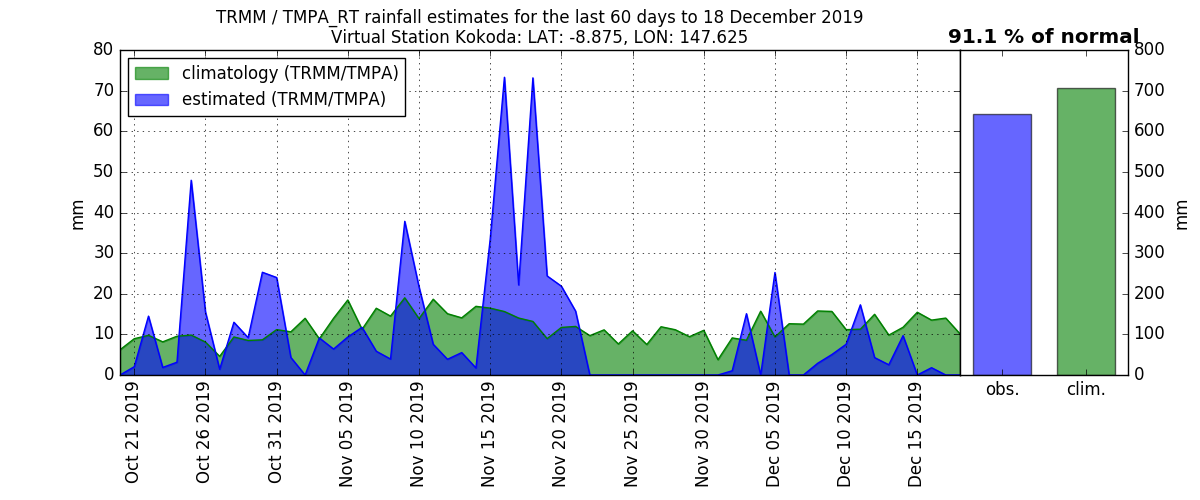 TRMM / TMPA_RT rainfall estimates for the last 60 days to 18 December 2019
Virtual Station Kokoda: LAT: -8.875, LON: 147.625
91.1 % of normal
climatology (TRMM/TMPA)
estimated (TRMM/TMPA)
80
70
60
50
40
30
20
10
0
mm
Oct 21 2019
Oct 26 2019
Oct 31 2019
Nov 05 2019
Nov 10 2019
Nov 15 2019
Nov 20 2019
Nov 25 2019
Nov 30 2019
Dec 05 2019
Dec 10 2019
Dec 15 2019
800
700
600
500
400
300
200
100
0
mm
obs.
clim.